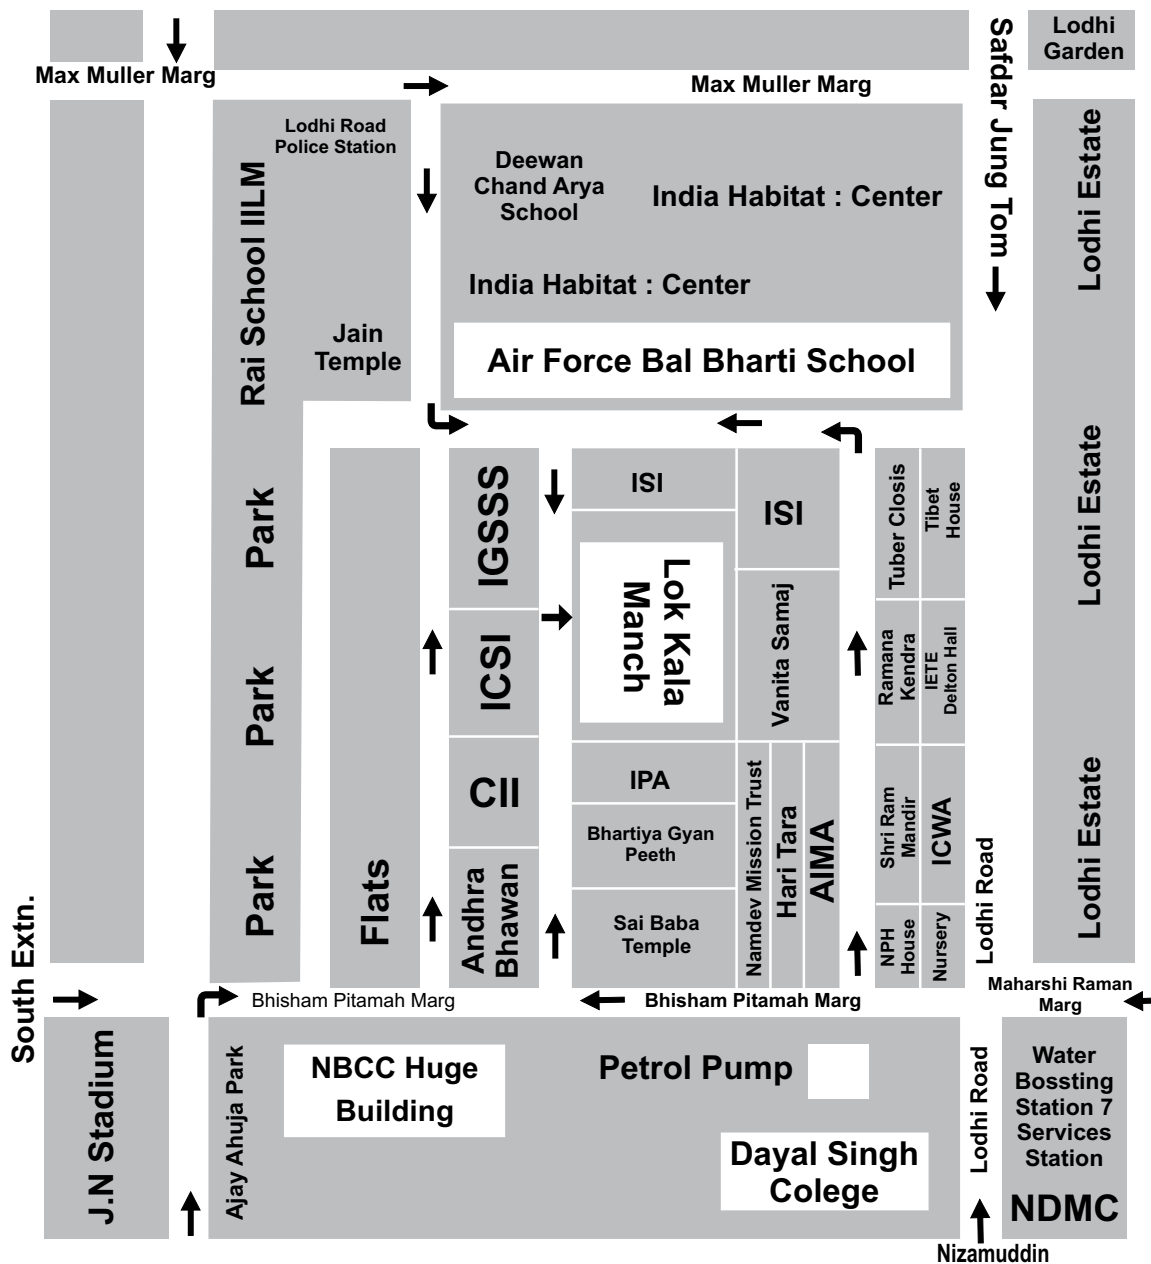 Lodhi
Garden
Max Muller Marg
Max Muller Marg
Safdar Jung Tom
Lodhi Road
Police Station
Rai School IILM
Jain
Temple
Deewan
Chand Arya
School
India Habitat : Center
India Habitat : Center
Air Force Bal Bharti School
Lodhi Estate
Lodhi Estate
Lodhi Estate
Park
Park
Park
Flats
IGSSS
ICSI
CII
Andhra
Bhawan
ISI
ISI
Lok Kala
Manch
Vanita Samaj
IPA
Bhartiya Gyan
Peeth
Sai Baba
Temple
Namdev Mission Trust
Hari Tara
AIMA
Tuber Closis
Tibet
House
Ramana
Kendra
IETE
Delton Hall
Shri Ram
Mandir
ICWA
NPH
House
Nursery
Lodhi Road
South Extn.
Bhisham Pitamah Marg
Bhisham Pitamah Marg
Maharshi Raman
Marg
J.N Stadium
Ajay Ahuja Park
NBCC Huge
Building
Petrol Pump
Dayal Singh
Colege
Lodhi Road
Water
Bossting
Station 7
Services
Station
NDMC
Nizamuddin